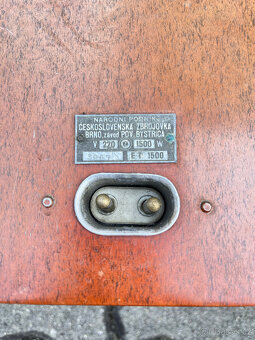 NÁRODNÍ PODNIK
ČESKOSLOVENSKÁ ZBROJOVKA
BRNO, závod POV. BYSTRICA
V 220 1500 W
E.T. 1500